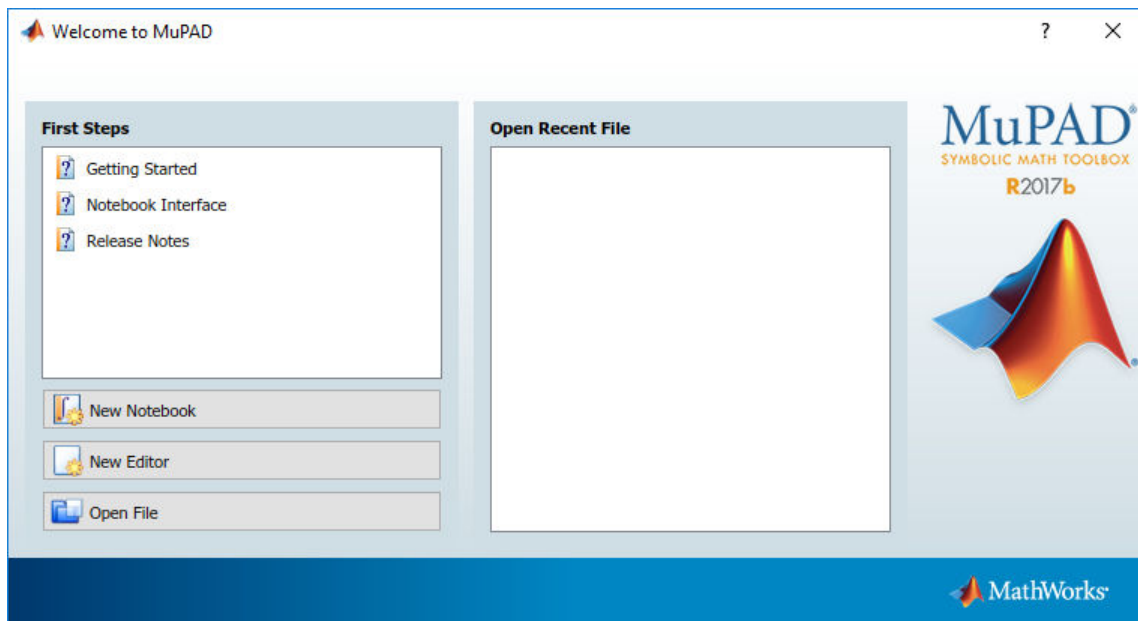 Welcome to MuPAD
?
First Steps
Getting Started
Notebook Interface
Release Notes
New Notebook
New Editor
Open File
Open Recent File
MuPAD®
SYMBOLIC MATH TOOLBOX
R2017b
®
MathWorks®